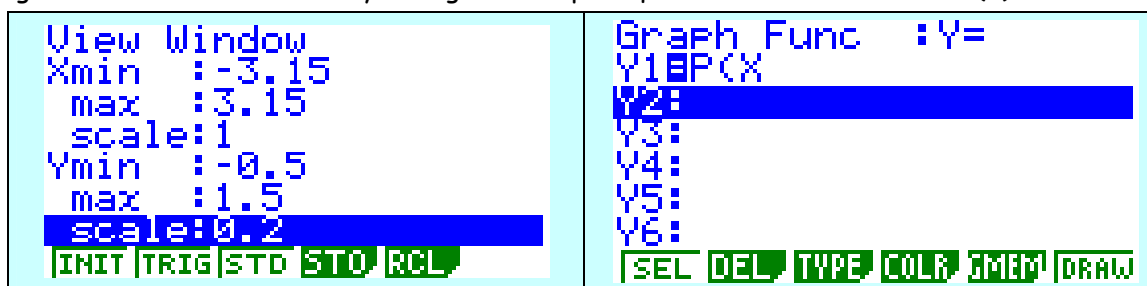 View Window
Xmin :-3.15
max :3.15
scale:1
Ymin :-0.5
max :1.5
scale:0.2
INIT TRIG STD STO RCL
Graph Func :Y=
Y1=P(X
Y2:
Y3:
Y4:
Y5:
Y6:
SEL DEL TYPE COLR GMEM DRAW